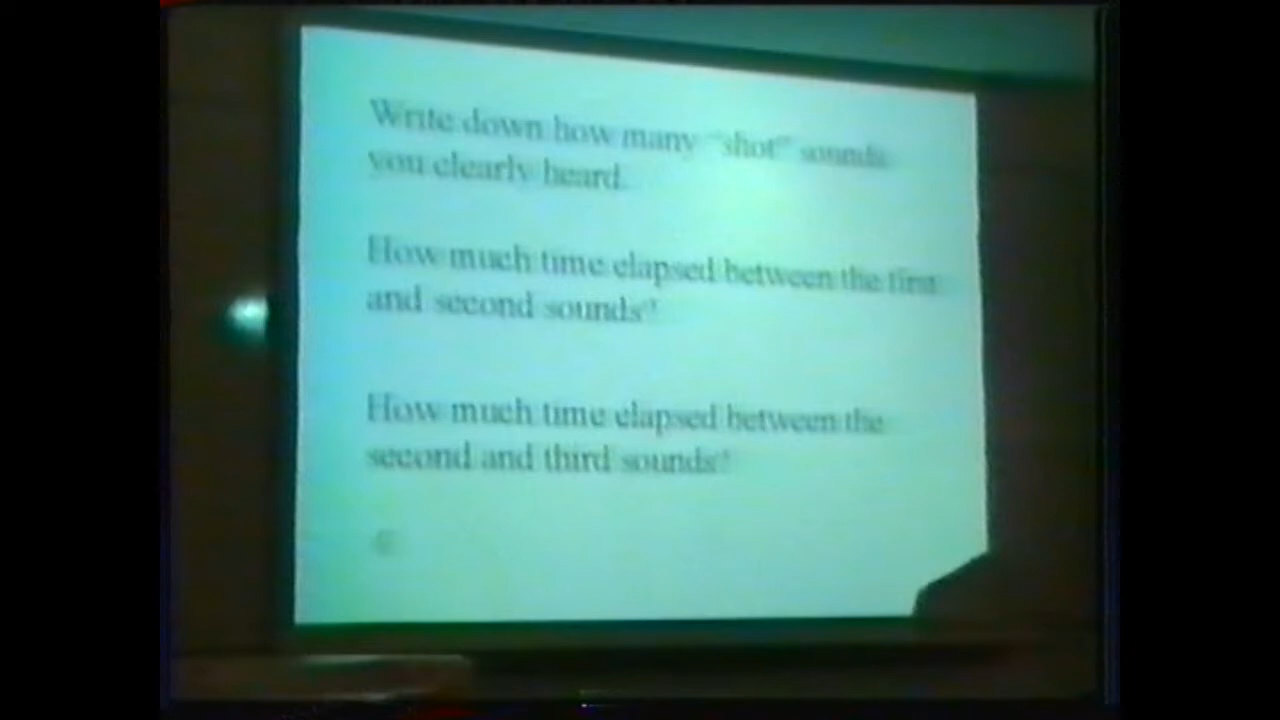 Write down how many "shot" sounds
you clearly heard.
How much time elapsed between the first
and second sounds?
How much time elapsed between the
second and third sounds?